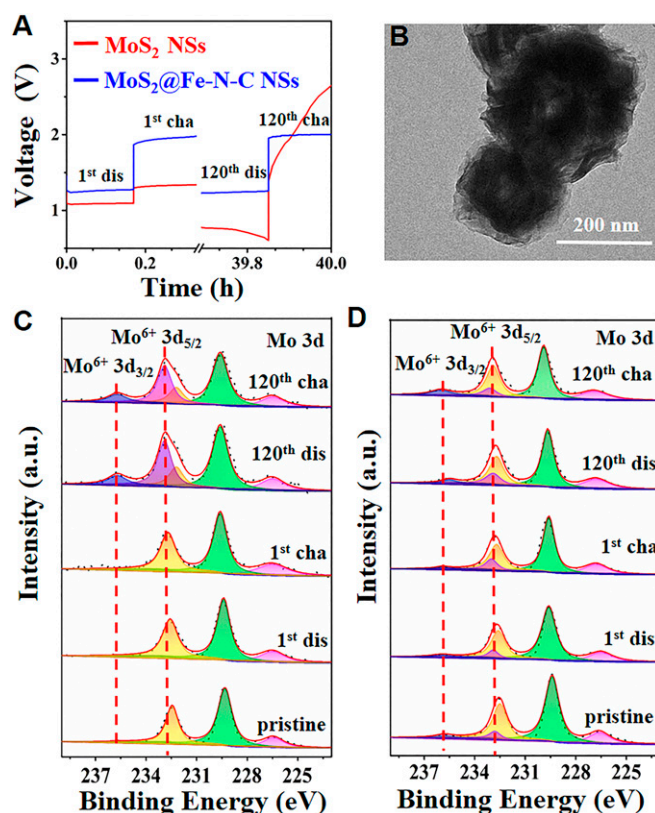 A
MoS₂ NSs
MoS₂@Fe-N-C NSs
1ˢᵗ dis
1ˢᵗ cha
120ᵗʰ dis
120ᵗʰ cha
Voltage (V)
3
2
1
0.0
0.2
39.8
40.0
Time (h)
B
200 nm
C
Mo⁶⁺ 3d₅/₂
Mo 3d
Mo⁶⁺ 3d₃/₂
120ᵗʰ cha
120ᵗʰ dis
1ˢᵗ cha
1ˢᵗ dis
pristine
Intensity (a.u.)
237
233
229
225
Binding Energy (eV)
D
Mo⁶⁺ 3d₅/₂
Mo 3d
Mo⁶⁺ 3d₃/₂
120ᵗʰ cha
120ᵗʰ dis
1ˢᵗ cha
1ˢᵗ dis
pristine
Intensity (a.u.)
237
234
231
228
225
Binding Energy (eV)